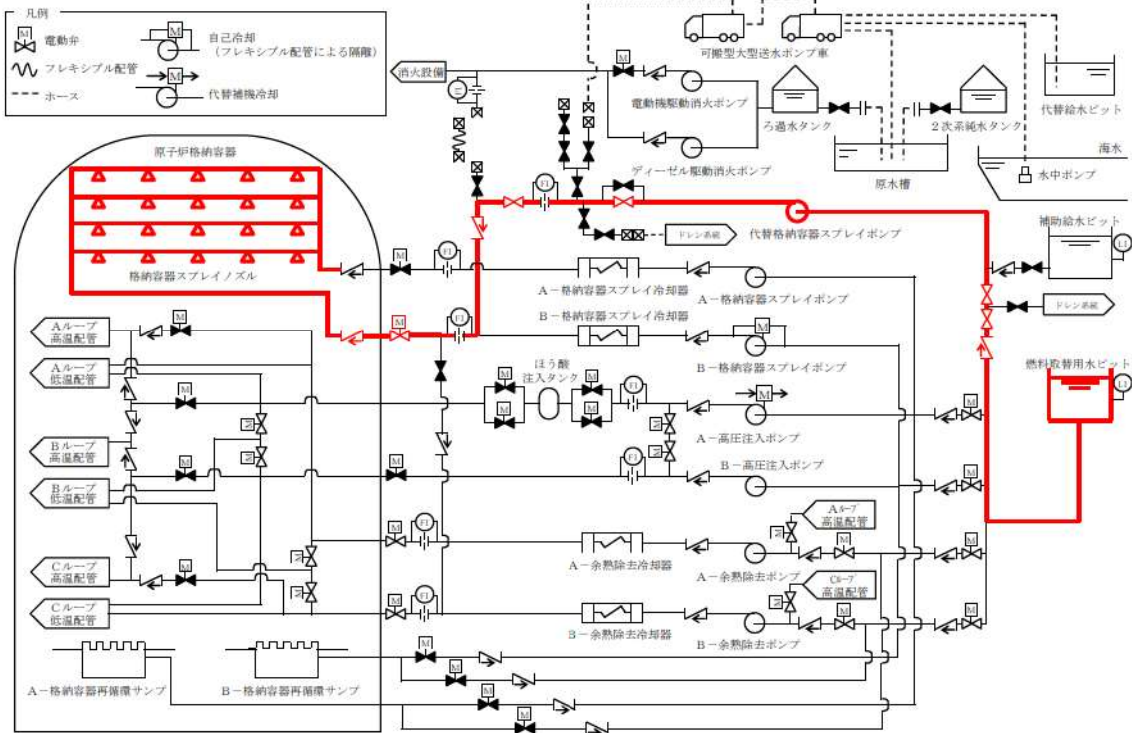 凡例
M
電動弁
フレキシブル配管
ホース
M
自己冷却
(フレキシブル配管による隔離)
M
代替補機冷却
可搬型大型送水ポンプ車
消火設備
M
FI
電動機駆動消火ポンプ
ろ過水タンク
2次系純水タンク
代替給水ピット
海水
水中ポンプ
原水槽
ディーゼル駆動消火ポンプ
原子炉格納容器
FI
代替格納容器スプレイポンプ
補助給水ピット
LI
ドレン系統
ドレン系統
格納容器スプレイノズル
M
FI
A-格納容器スプレイ冷却器
A-格納容器スプレイポンプ
B-格納容器スプレイ冷却器
M
FI
M
B-格納容器スプレイポンプ
燃料取替用水ピット
LI
Aループ
高温配管
M
Aループ
低温配管
M
ほう酸
注入タンク
M
M
M
M
FI
M
A-高圧注入ポンプ
M
M
M
M
M
Bループ
高温配管
Bループ
低温配管
M
M
FI
B-高圧注入ポンプ
M
Aループ
高温配管
M
M
FI
A-余熱除去冷却器
M
M
A-余熱除去ポンプ
M
M
Cループ
高温配管
M
Cループ
高温配管
Cループ
低温配管
M
FI
B-余熱除去冷却器
M
M
B-余熱除去ポンプ
M
A-格納容器再循環サンプ
B-格納容器再循環サンプ
M
M
M
M